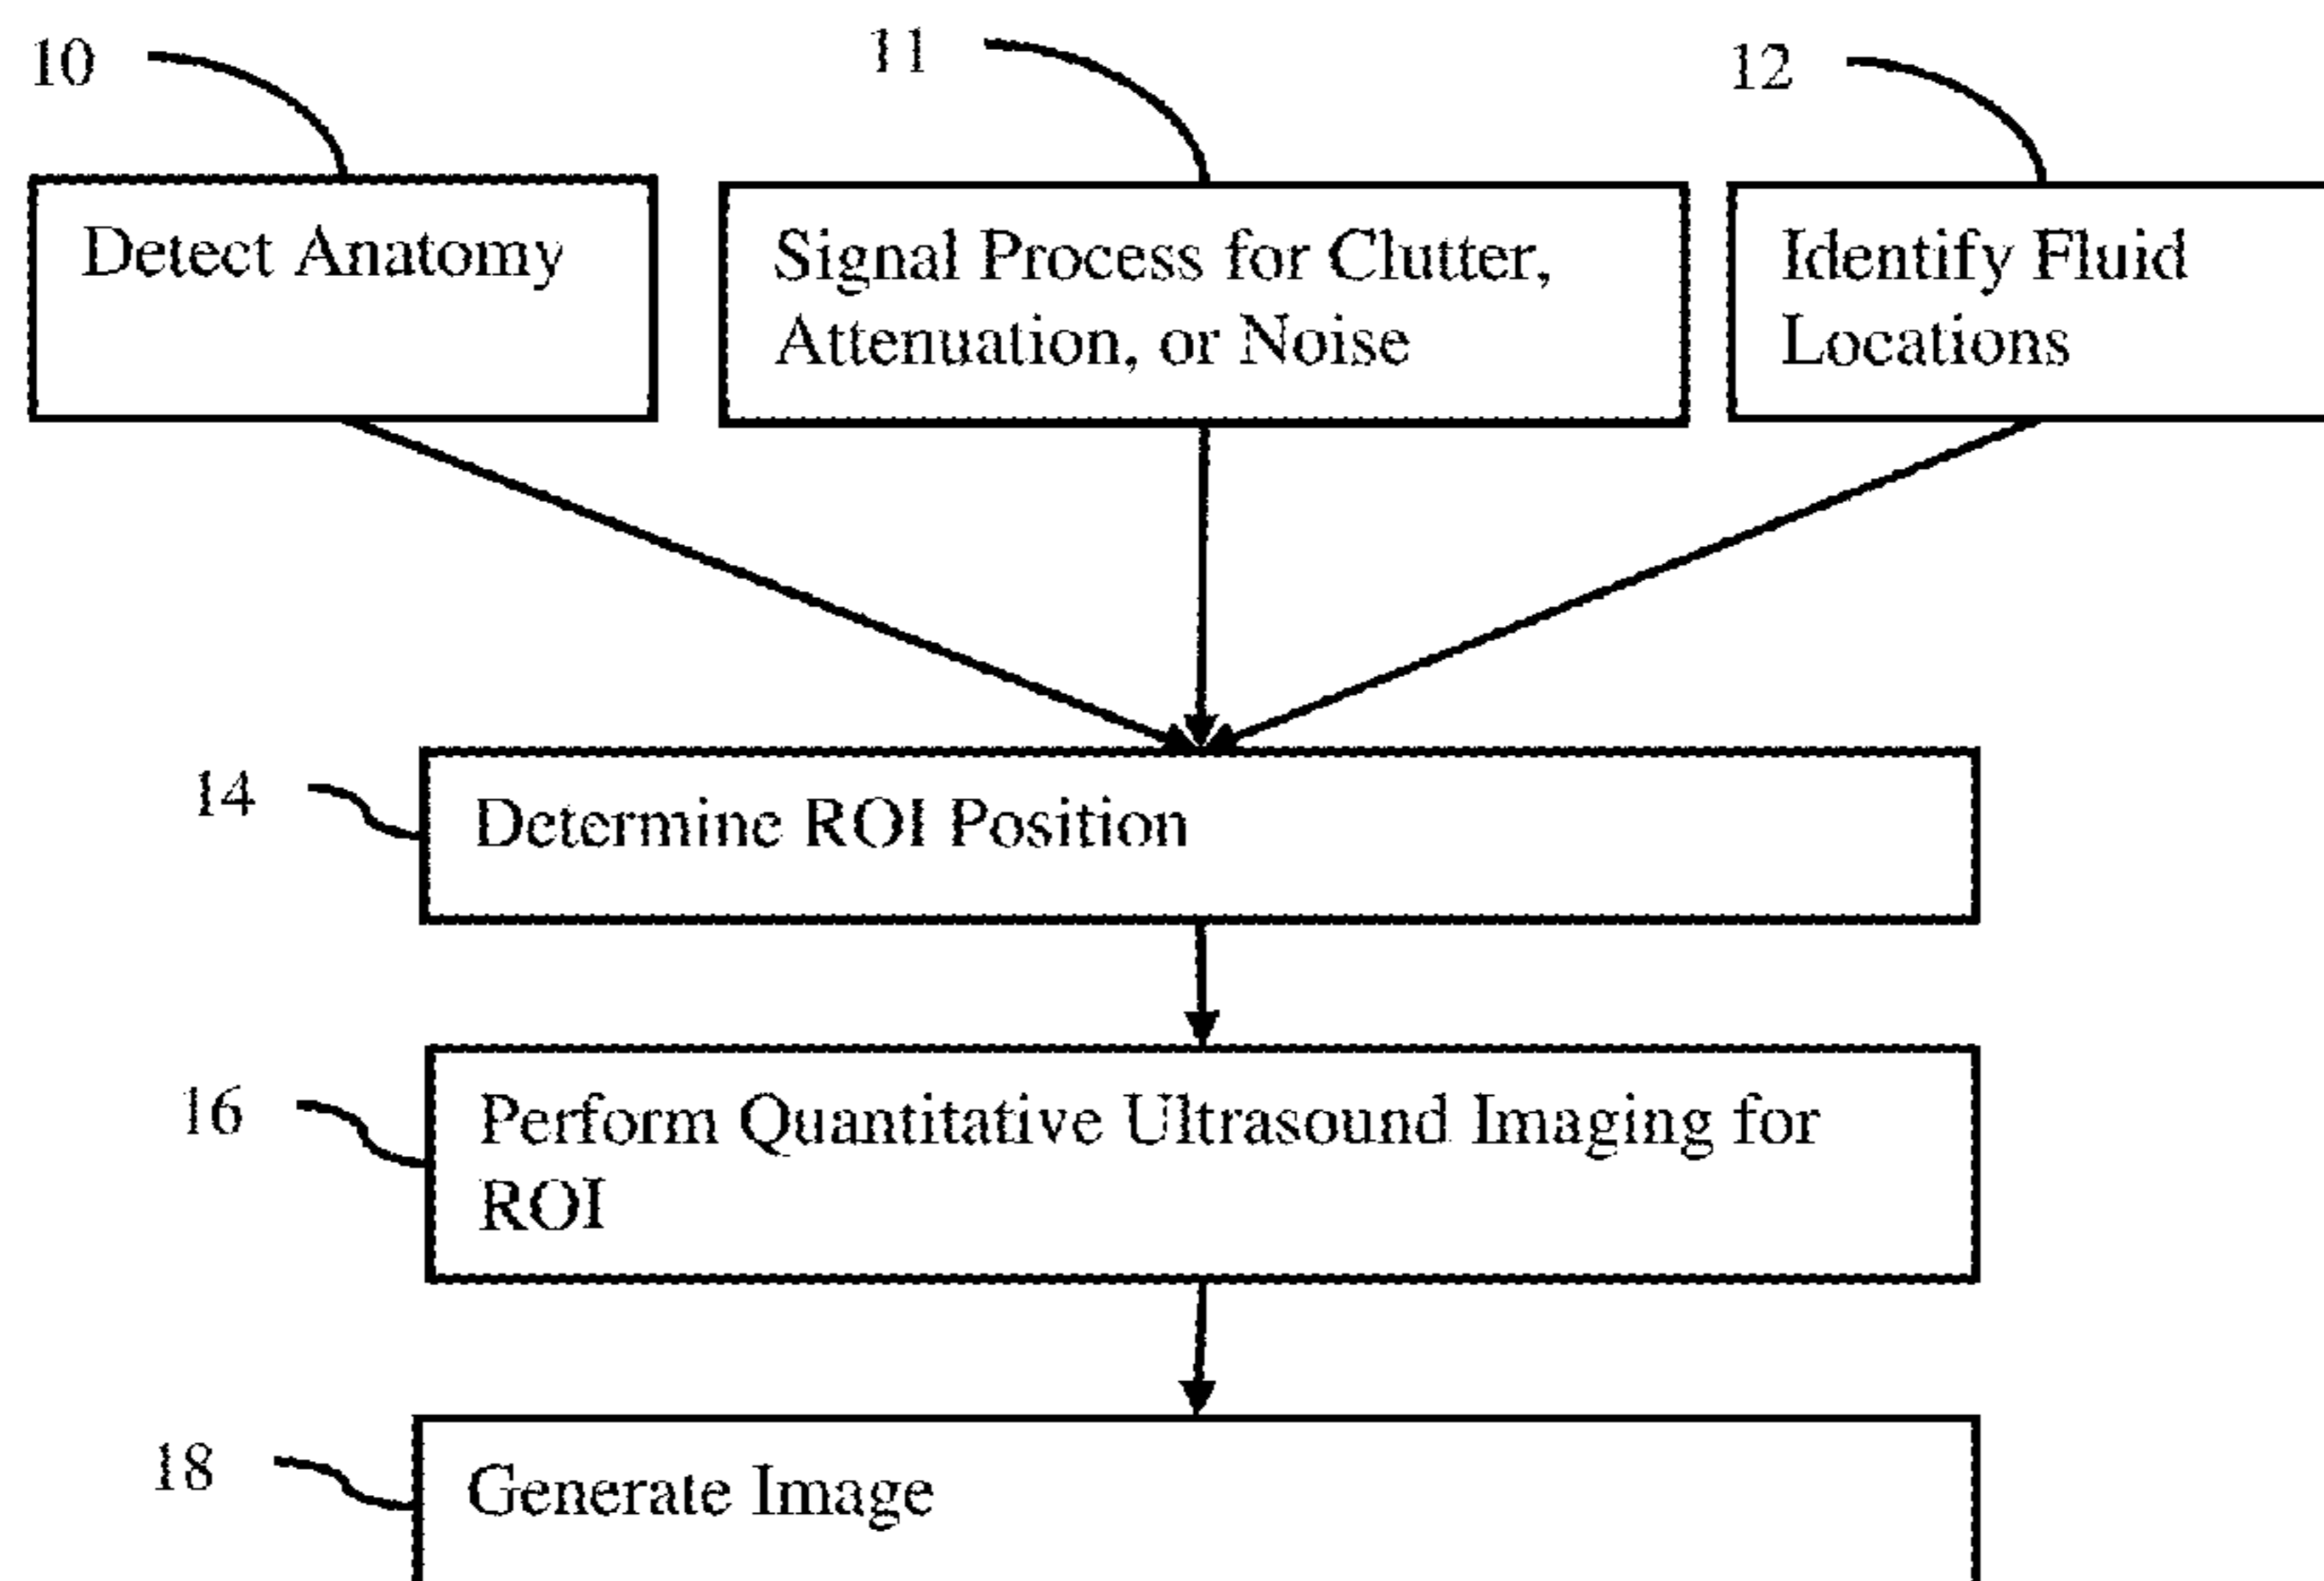 10
11
12
Detect Anatomy
Signal Process for Clutter,
Attenuation, or Noise
Identify Fluid
Locations
14
Determine ROI Position
16
Perform Quantitative Ultrasound Imaging for
ROI
18
Generate Image